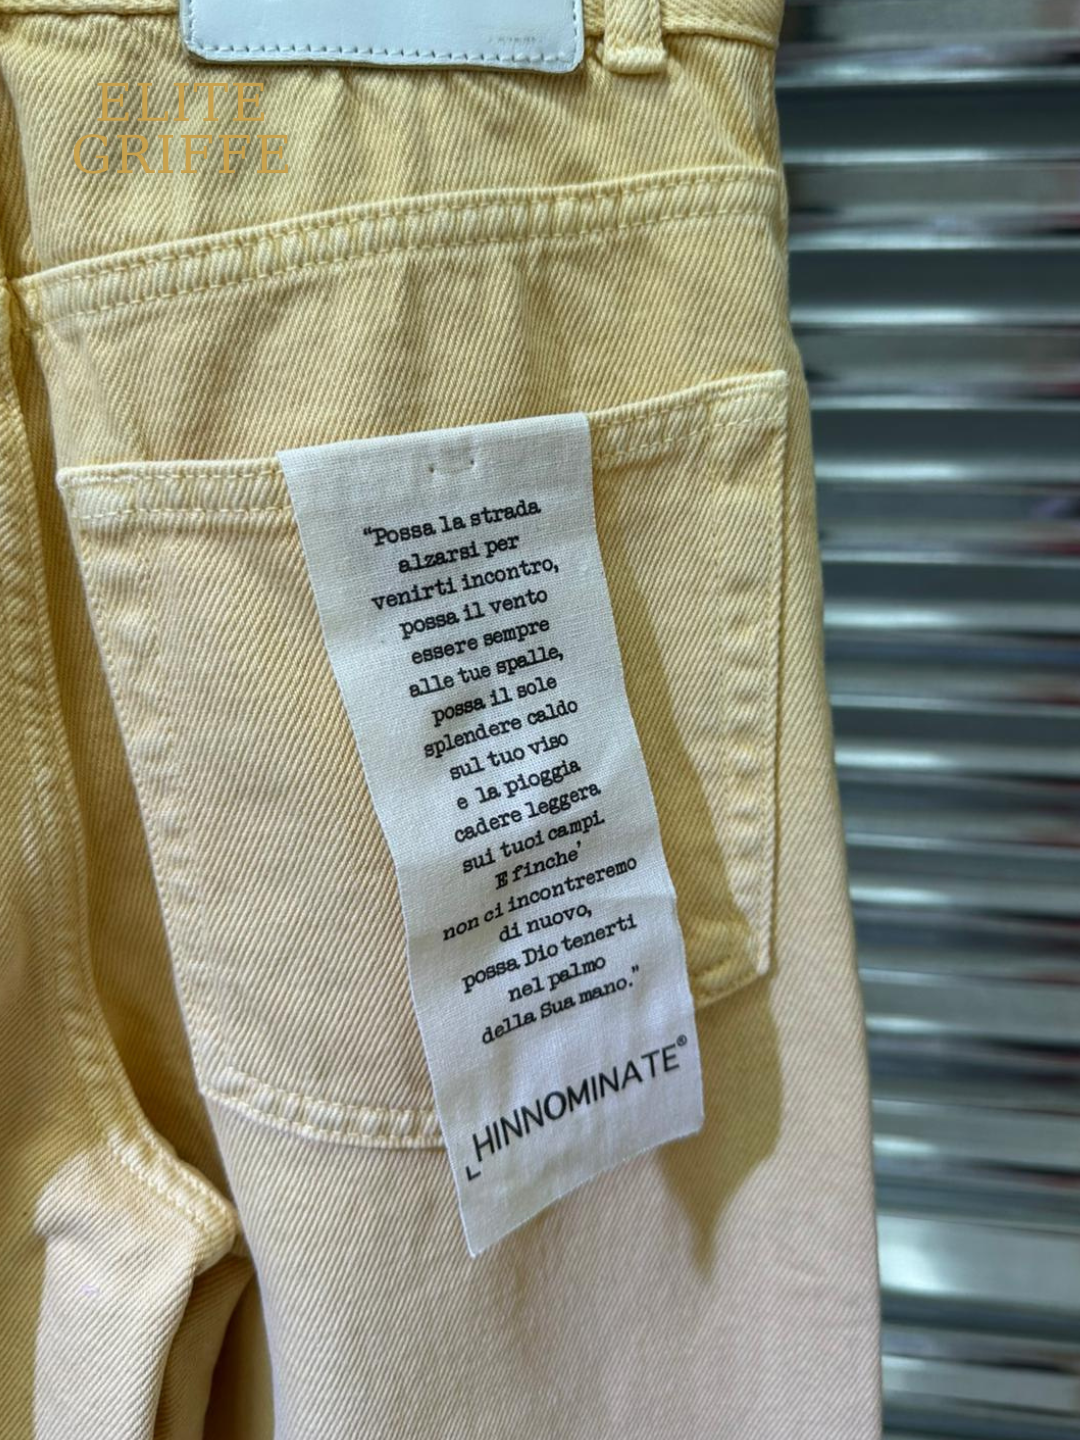 ELITE
GRIFFE
“Possa la strada
alzarsi per
venirti incontro,
possa il vento
essere sempre
alle tue spalle,
possa il sole
splendere caldo
sul tuo viso
e la pioggia
cadere leggera
sui tuoi campi.
E finche’
non ci incontreremo
di nuovo,
possa Dio tenerti
nel palmo
della Sua mano.”
HINNOMINATE®